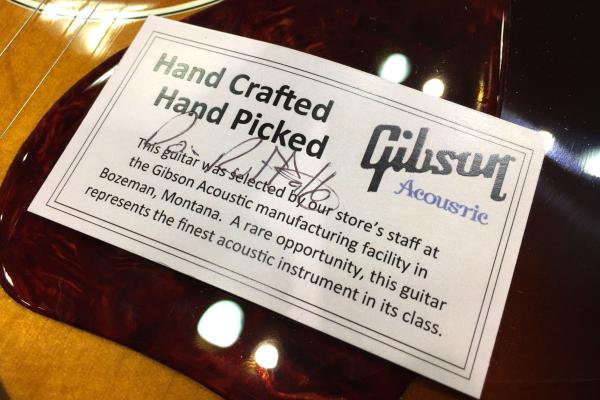 Hand Crafted
Hand Picked
Gibson
Acoustic
This guitar was selected by our store's staff at
the Gibson Acoustic manufacturing facility in
Bozeman, Montana. A rare opportunity, this guitar
represents the finest acoustic instrument in its class.